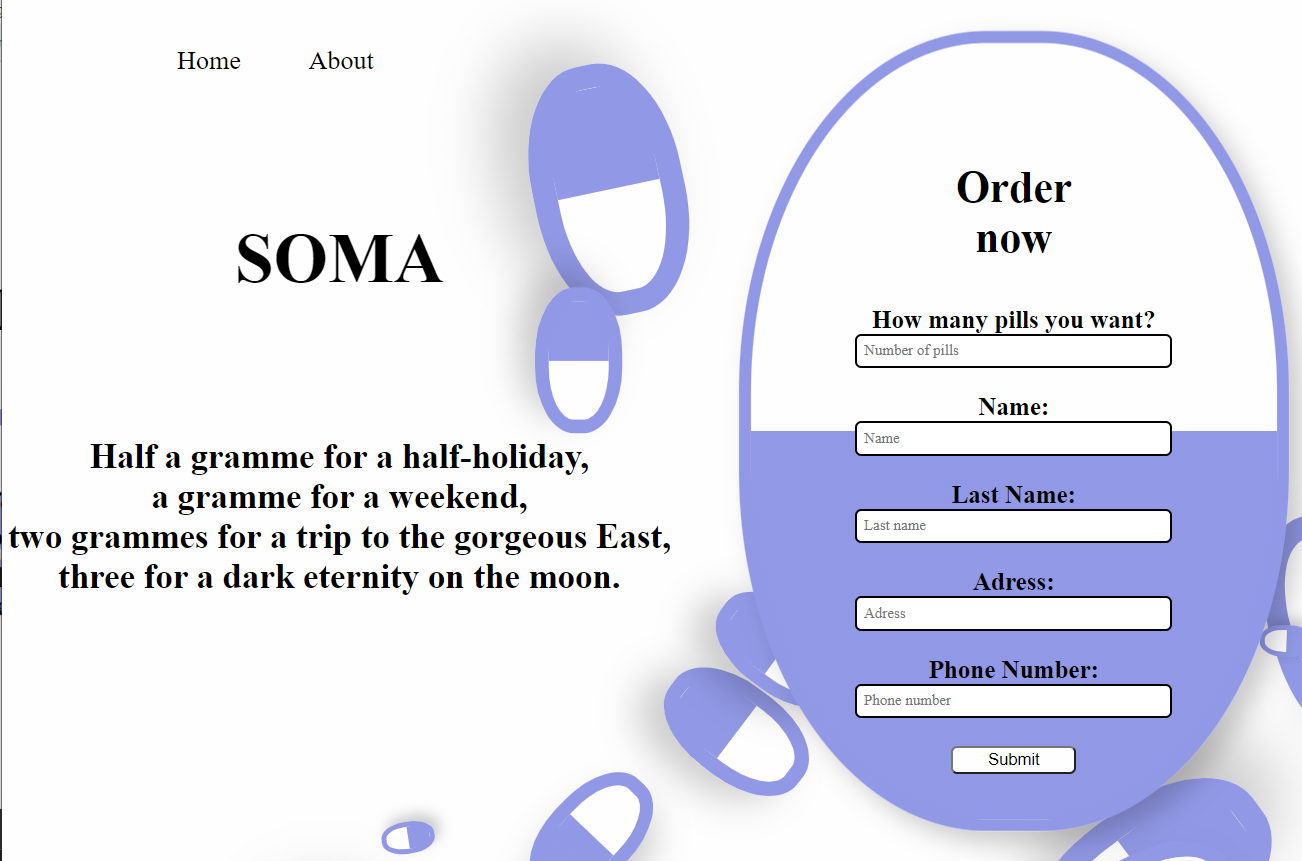 Home
About
SOMA
Half a gramme for a half-holiday,
a gramme for a weekend,
two grammes for a trip to the gorgeous East,
three for a dark eternity on the moon.
Order
now
How many pills you want?
Number of pills
Name:
Name
Last Name:
Last name
Adress:
Adress
Phone Number:
Phone number
Submit